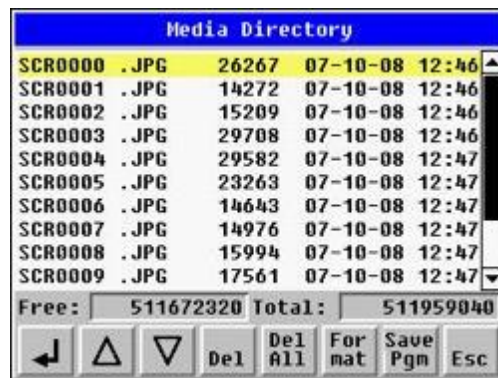 Media Directory
SCR0000 .JPG 26267 07-10-08 12:46
SCR0001 .JPG 14272 07-10-08 12:46
SCR0002 .JPG 15209 07-10-08 12:46
SCR0003 .JPG 29708 07-10-08 12:46
SCR0004 .JPG 29582 07-10-08 12:47
SCR0005 .JPG 23263 07-10-08 12:47
SCR0006 .JPG 14643 07-10-08 12:47
SCR0007 .JPG 14976 07-10-08 12:47
SCR0008 .JPG 15994 07-10-08 12:47
SCR0009 .JPG 17561 07-10-08 12:47
Free: 511672320 Total: 511959040
Del
Del
All
For
mat
Save
Pgm
Esc